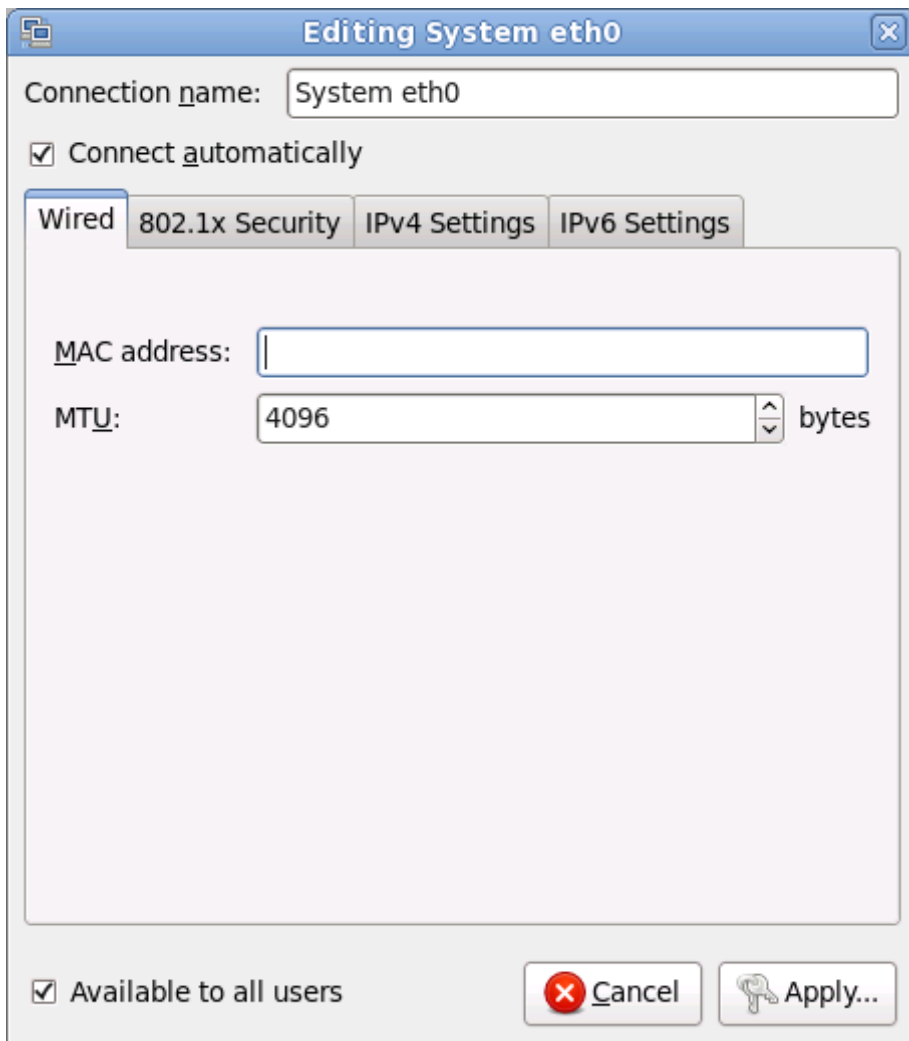 Editing System eth0
Connection name: System eth0
Connect automatically
Wired 802.1x Security IPv4 Settings IPv6 Settings
MAC address:
MTU: 4096 bytes
Available to all users Cancel Apply...